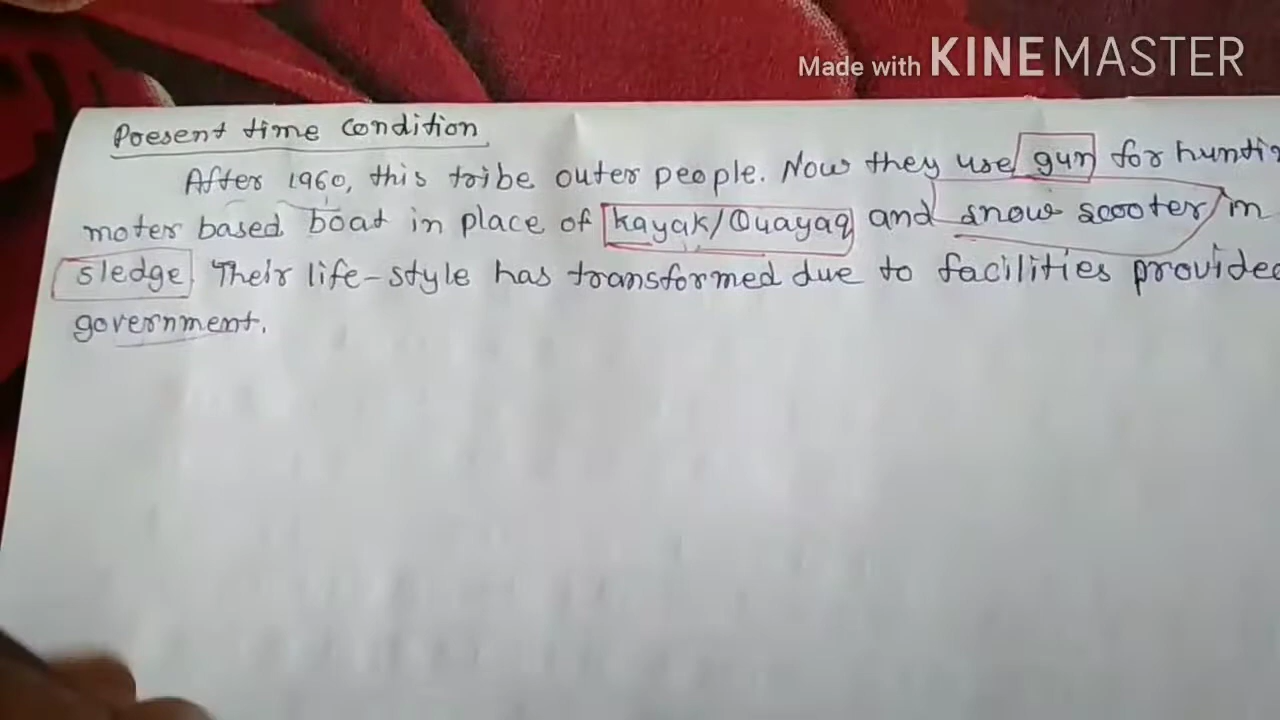 Made with KINEMASTER
Present time condition
After 1960, this tribe outer people. Now they use gun for
moter based boat in place of kayak/Quayaq and snow scooter in
sledge. Their life-style has transformed due to facilities
government.